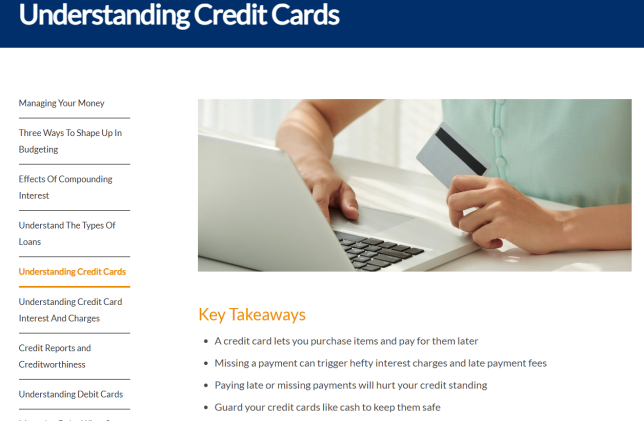 Understanding Credit Cards
Managing Your Money
Three Ways To Shape Up In
Budgeting
Effects Of Compounding
Interest
Understand The Types Of
Loans
Understanding Credit Cards
Understanding Credit Card
Interest And Charges
Credit Reports and
Creditworthiness
Understanding Debit Cards
Key Takeaways
A credit card lets you purchase items and pay for them later
Missing a payment can trigger hefty interest charges and late payment fees
Paying late or missing payments will hurt your credit standing
Guard your credit cards like cash to keep them safe